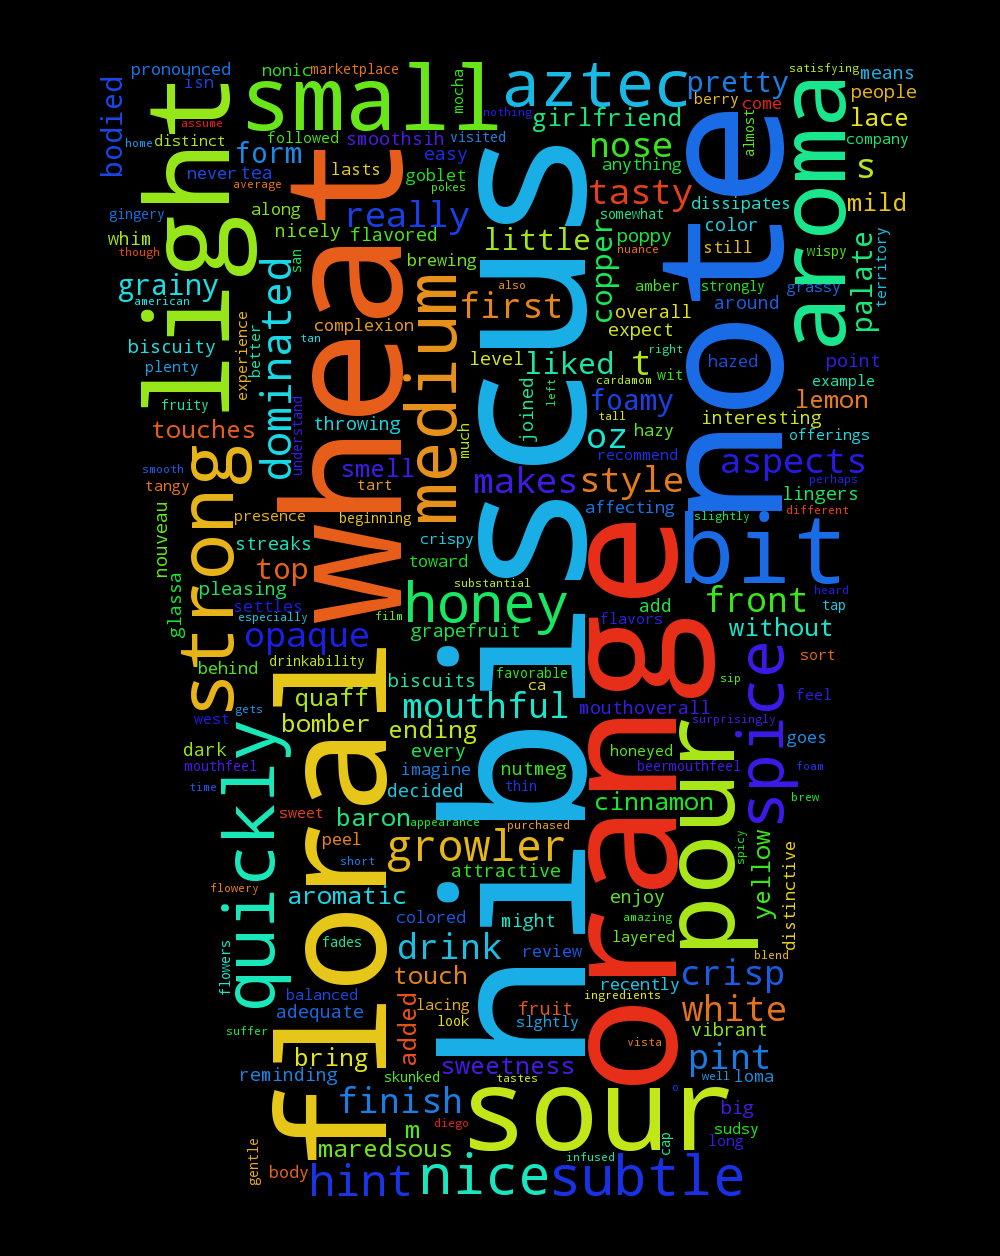 pronounced
nonic
marketplace
small
mocha
aztec
pretty
satisfying
means
isn
bodied
light
nothing
berry
come
people
aroma
lace
assume
home
distinct
followed
smoothsih
visited
girlfriend
almost
company
form
wheat
lasts
easy
hibiscus
nose
note
s
never
tea
average
goblet
pokes
anything
tasty
dissipates
mild
gingery
along
really
somewhat
whim
nicely
flavored
little
copper
poppy
color
though
san
brewing
nuance
still
wispy
palate
territory
grainy
dominated
medium
also
amber
strongly
grassy
american
first
overall
around
experience
complexion
expect
tan
biscuity
better
level
liked
t
right
hazed
point
plenty
cardamom
wit
example
fruity
joined
left
foamy
lemon
touches
understand
throwing
much
tall
interesting
oz
hazy
offerings
smooth
smell
recommend
aspects
perhaps
tangy
strong
tart
makes
style
lingers
nouveau
presence
beginning
affecting
slightly
different
streaks
crispy
bit
top
toward
glassa
pleasing
substantial
heard
settles
honey
orange
add
front
tap
especially
film
flavors
opaque
grapefruit
without
behind
drinkability
floral
favorable
spice
sort
biscuits
ca
sip
quaff
mouthful
mouthoverall
feel
west
gets
bomber
ending
surprisingly
quickly
pour
goes
dark
every
honeyed
mouthfeel
imagine
nutmeg
beermouthfeel
foam
time
decided
thin
cinnamon
brew
sweet
baron
appearance
purchased
peel
growler
spicy
yellow
distinctive
short
attractive
flowery
aromatic
enjoy
colored
might
amazing
fades
layered
drink
review
blend
flowers
touch
crisp
recently
balanced
ingredients
adequate
added
lacing
fruit
white
look
slghtly
suffer
vibrant
vista
bring
pint
sweetness
reminding
skunked
tastes
well
loma
o
finish
sour
big
m
diego
sudsy
maredsous
cap
long
gentle
infused
body
hint
nice
subtle